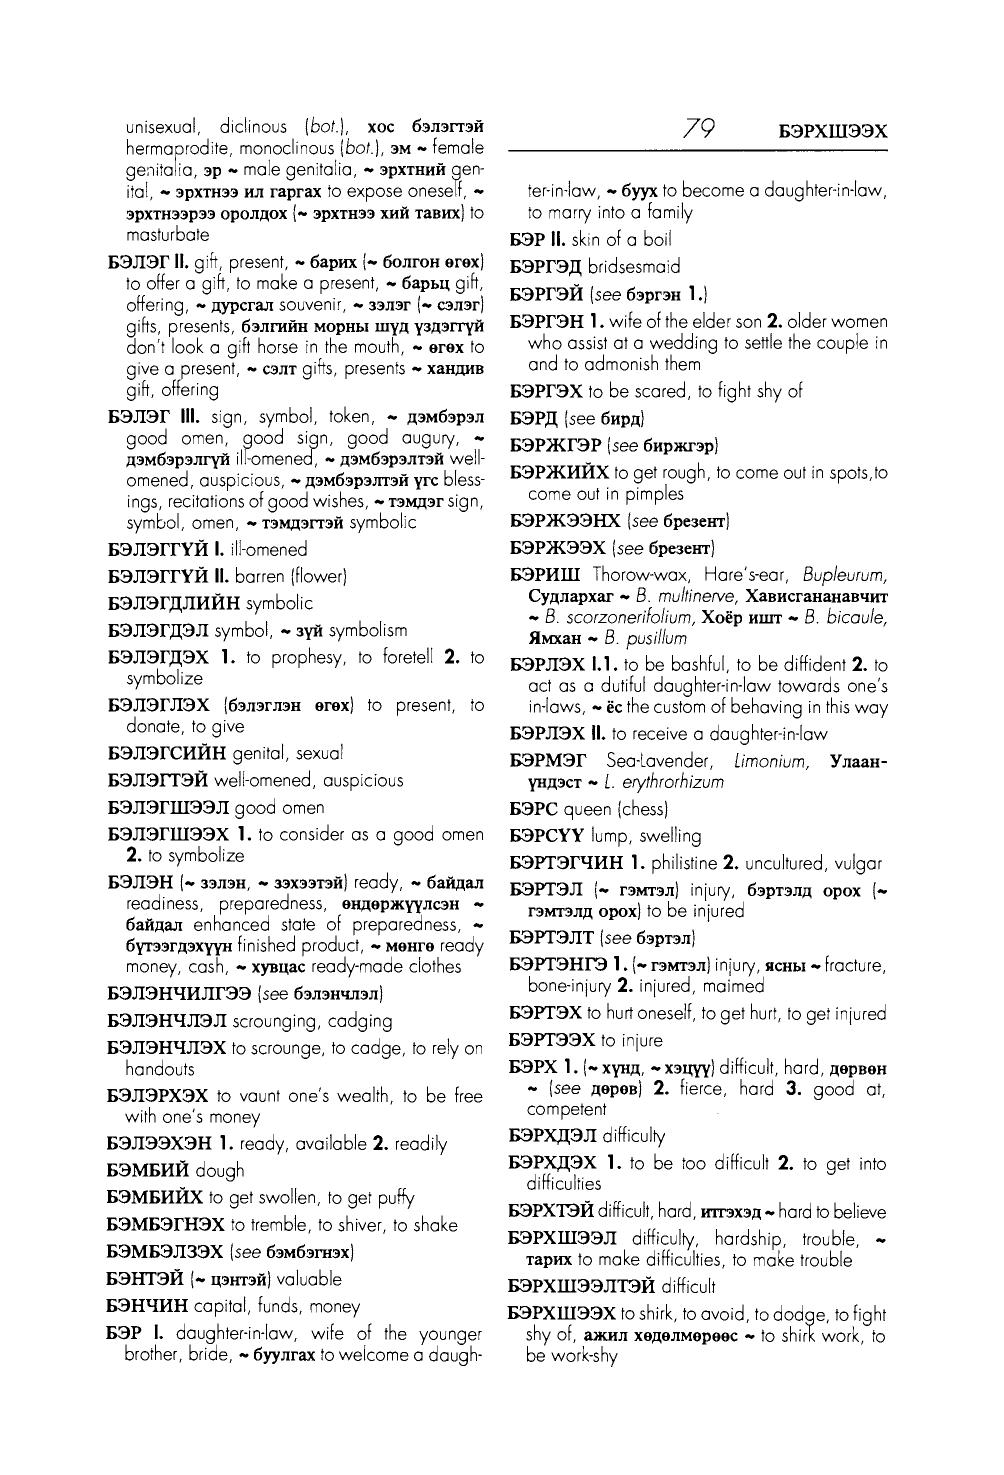 unisexual, diclinous (bot.), хос бэлэгтэй
hermaprodite, monoclinous (bot.), эм ~ female
genitalia, эр ~ male genitalia, ~ эрхтний gen-
ital, ~ эрхтнээ ил гаргах to expose oneself, ~
эрхтнээрээ оролдох (~ эрхтнээ хий тавих) to
masturbate
БЭЛЭГ II. gift, present, ~ барих (~ болгон өгөх)
to offer a gift, to make a present, ~ барьц gift,
offering, ~ дурсгал souvenir, ~ зэлэг (~ сэлэг)
gifts, presents, бэлгийн морны шүд үздэггүй
don't look a gift horse in the mouth, ~ өгөх to
give a present, ~ сэлт gifts, presents ~ хандив
gift, offering
БЭЛЭГ III. sign, symbol, token, ~ дэмбэрэл
good omen, good sign, good augury, ~
дэмбэрэлгүй ill-omened, ~ дэмбэрэлтэй well-
omened, auspicious, ~ дэмбэрэлтэй үгс bless-
ings, recitations of good wishes, ~ тэмдэг sign,
symbol, omen, ~ тэмдэгтэй symbolic
БЭЛЭГГҮЙ I. ill-omened
БЭЛЭГГҮЙ II. barren (flower)
БЭЛЭГДЛИЙН symbolic
БЭЛЭГДЭЛ symbol, ~ зүй symbolism
БЭЛЭГДЭХ 1. to prophesy, to foretell 2. to
symbolize
БЭЛЭГЛЭХ (бэлэглэн өгөх) to present, to
donate, to give
БЭЛЭГСИЙН genital, sexual
БЭЛЭГТЭЙ well-omened, auspicious
БЭЛЭГШЭЭЛ good omen
БЭЛЭГШЭЭХ 1. to consider as a good omen
2. to symbolize
БЭЛЭН (~ зэлэн, ~ зэхээтэй) ready, ~ байдал
readiness, preparedness, өндөржүүлсэн ~
байдал enhanced state of preparedness, ~
бүтээгдэхүүн finished product, ~ мөнгө ready
money, cash, ~ хувцас ready-made clothes
БЭЛЭНЧИЛГЭЭ (see бэлэнчлэл)
БЭЛЭНЧЛЭЛ scrounging, cadging
БЭЛЭНЧЛЭХ to scrounge, to cadge, to rely on
handouts
БЭЛЭРХЭХ to vaunt one's wealth, to be free
with one's money
БЭЛЭЭХЭН 1. ready, available 2. readily
БЭМБИЙ dough
БЭМБИЙХ to get swollen, to get puffy
БЭМБЭГНЭХ to tremble, to shiver, to shake
БЭМБЭЛЗЭХ (see бэмбэгнэх)
БЭНТЭЙ (~ цэнтэй) valuable
БЭНЧИН capital, funds, money
БЭР I. daughter-in-law, wife of the younger
brother, bride, ~ буулгах to welcome a daugh-
79 БЭРХШЭЭХ
ter-in-law, ~ буух to become a daughter-in-law,
to marry into a family
БЭР II. skin of a boil
БЭРГЭД bridsesmaid
БЭРГЭЙ (see бэргэн 1.)
БЭРГЭН 1. wife of the elder son 2. older women
who assist at a wedding to settle the couple in
and to admonish them
БЭРГЭХ to be scared, to fight shy of
БЭРД (see бирд)
БЭРЖГЭР (see биржгэр)
БЭРЖИЙХ to get rough, to come out in spots,to
come out in pimples
БЭРЖЭЭНХ (see брезент)
БЭРЖЭЭХ (see брезент)
БЭРИШ Thorow-wax, Hare's-ear, Bupleurum,
Судлархаг ~ B. multinerve, Хависгананавчит
~ B. scorzonerifolium, Хоёр ишт ~ B. bicaule,
Ямхан ~ B. pusillum
БЭРЛЭХ I.1. to be bashful, to be diffident 2. to
act as a dutiful daughter-in-law towards one's
in-laws, ~ ёс the custom of behaving in this way
БЭРЛЭХ II. to receive a daughter-in-law
БЭРМЭГ Sea-Lavender, Limonium, Улаан-
үндэст ~ L. erythrorhizum
БЭРС queen (chess)
БЭРСҮҮ lump, swelling
БЭРТЭГЧИН 1. philistine 2. uncultured, vulgar
БЭРТЭЛ (~ гэмтэл) injury, бэртэлд орох (~
гэмтэлд орох) to be injured
БЭРТЭЛТ (see бэртэл)
БЭРТЭНГЭ 1. (~ гэмтэл) injury, ясны ~ fracture,
bone-injury 2. injured, maimed
БЭРТЭХ to hurt oneself, to get hurt, to get injured
БЭРТЭЭХ to injure
БЭРХ 1. (~ хүнд, ~ хэцүү) difficult, hard, дөрвөн
~ (see дөрөв) 2. fierce, hard 3. good at,
competent
БЭРХДЭЛ difficulty
БЭРХДЭХ 1. to be too difficult 2. to get into
difficulties
БЭРХТЭЙ difficult, hard, итгэхэд ~ hard to believe
БЭРХШЭЭЛ difficulty, hardship, trouble, ~
тарих to make difficulties, to make trouble
БЭРХШЭЭЛТЭЙ difficult
БЭРХШЭЭХ to shirk, to avoid, to dodge, to fight
shy of, ажил хөдөлмөрөөс ~ to shirk work, to
be work-shy